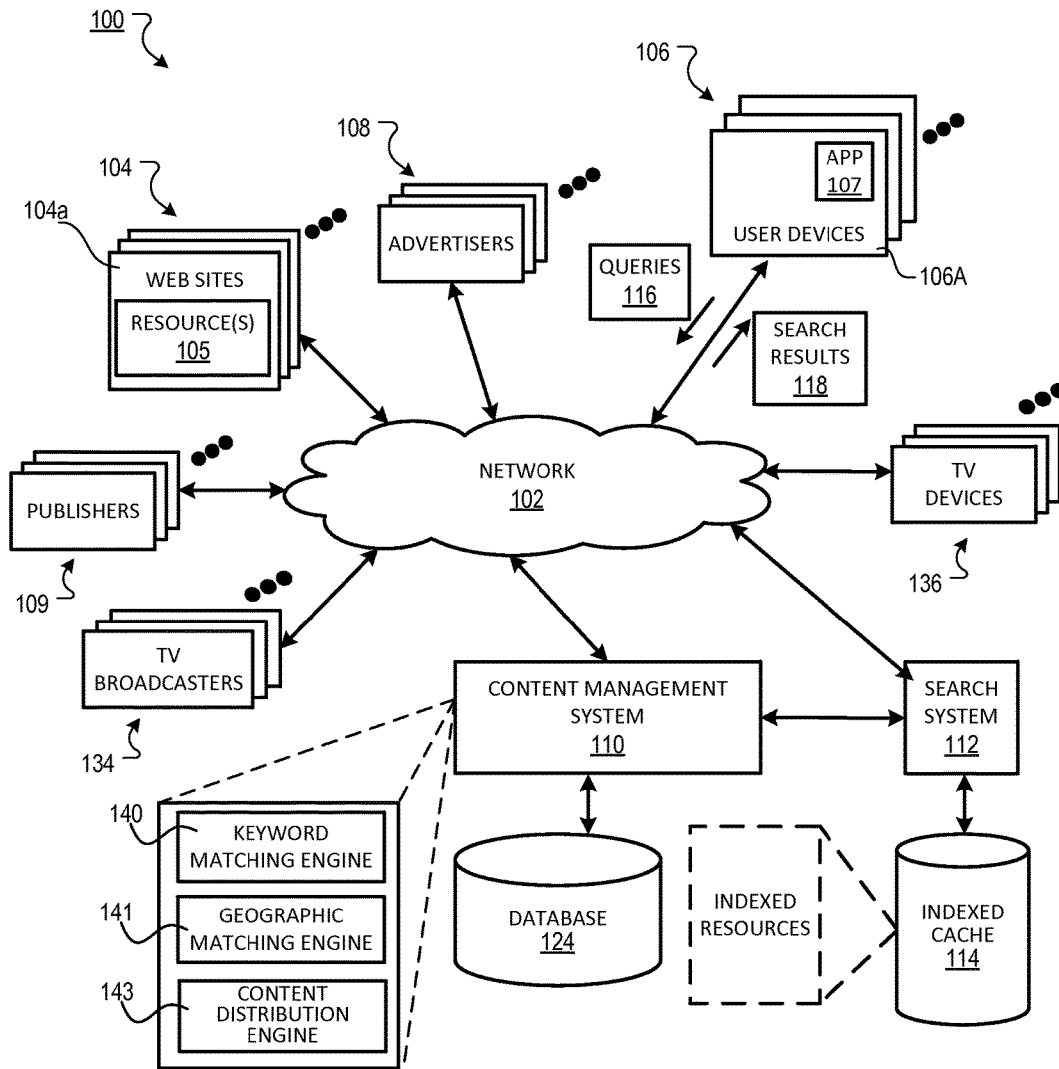 100
106
108
104
104a
APP
107
USER DEVICES
106A
ADVERTISERS
QUERIES
116
WEB SITES
RESOURCE(S)
105
SEARCH
RESULTS
118
NETWORK
102
TV
DEVICES
136
PUBLISHERS
109
TV
BROADCASTERS
134
CONTENT MANAGEMENT
SYSTEM
110
SEARCH
SYSTEM
112
140
KEYWORD
MATCHING ENGINE
141
GEOGRAPHIC
MATCHING ENGINE
143
CONTENT
DISTRIBUTION
ENGINE
DATABASE
124
INDEXED
RESOURCES
INDEXED
CACHE
114